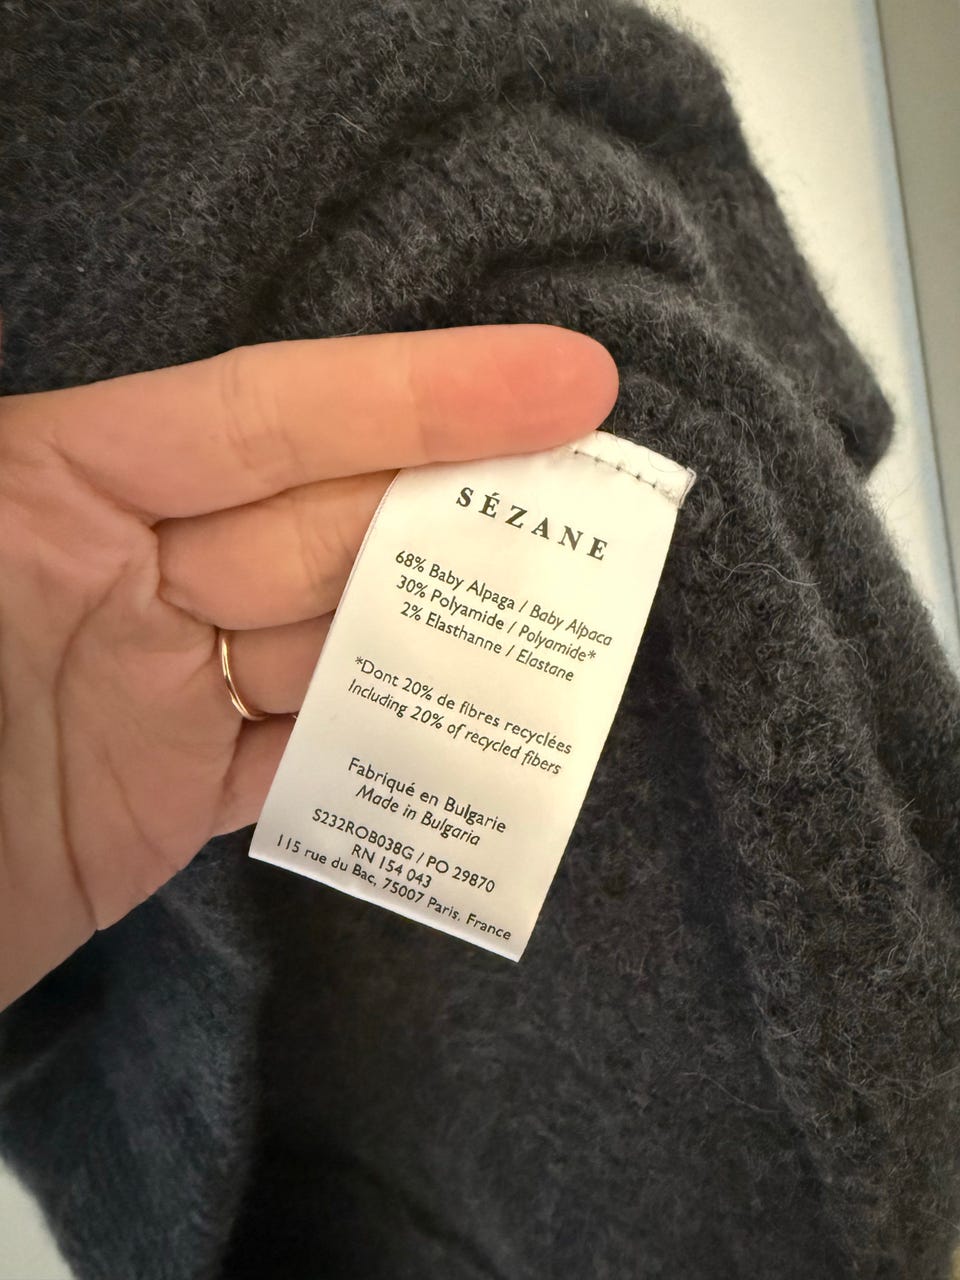 SÉZANE
68% Baby Alpaga / Baby Alpaca
30% Polyamide / Polyamide*
2% Elasthanne / Elastane
*Dont 20% de fibres recyclées
Including 20% of recycled fibers
Fabriqué en Bulgarie
Made in Bulgaria
S232ROB038G / PO 29870
RN 154 043
115 rue du Bac, 75007 Paris, France